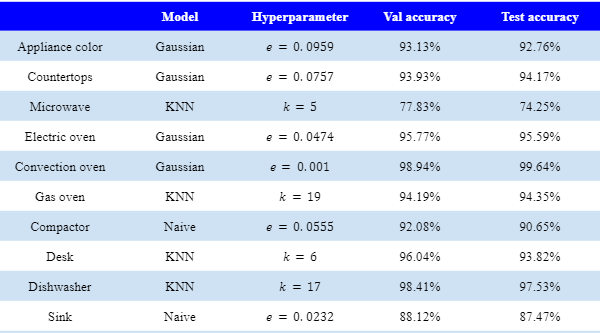 Model Hyperparameter Val accuracy Test accuracy
Appliance color Gaussian e = 0.0959 93.13% 92.76%
Countertops Gaussian e = 0.0757 93.93% 94.17%
Microwave KNN k = 5 77.83% 74.25%
Electric oven Gaussian e = 0.0474 95.77% 95.59%
Convection oven Gaussian e = 0.001 98.94% 99.64%
Gas oven KNN k = 19 94.19% 94.35%
Compactor Naive e = 0.0555 92.08% 90.65%
Desk KNN k = 6 96.04% 93.82%
Dishwasher KNN k = 17 98.41% 97.53%
Sink Naive e = 0.0232 88.12% 87.47%